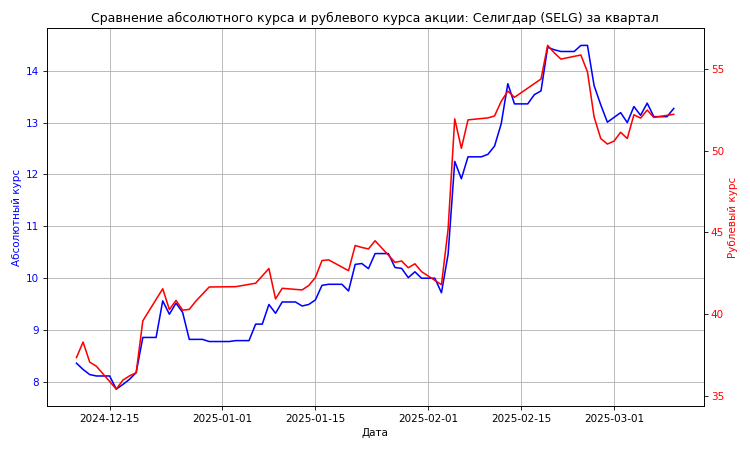 Сравнение абсолютного курса и рублевого курса акции: Селигдар (SELG) за квартал
Абсолютный курс
14
13
12
11
10
9
8
55
50
45
40
35
Рублевый курс
2024-12-15 2025-01-01 2025-01-15 2025-02-01 2025-02-15 2025-03-01
Дата